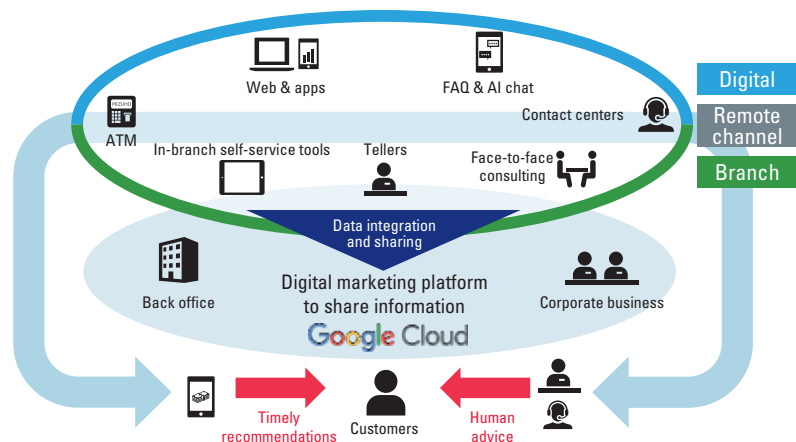 Web & apps
FAQ & AI chat
Digital
MIZUHO
ATM
Contact centers
Remote
channel
In-branch self-service tools
Tellers
Face-to-face
consulting
Branch
Data integration
and sharing
Back office
Digital marketing platform
to share information
Google Cloud
Corporate business
Timely
recommendations
Customers
Human
advice